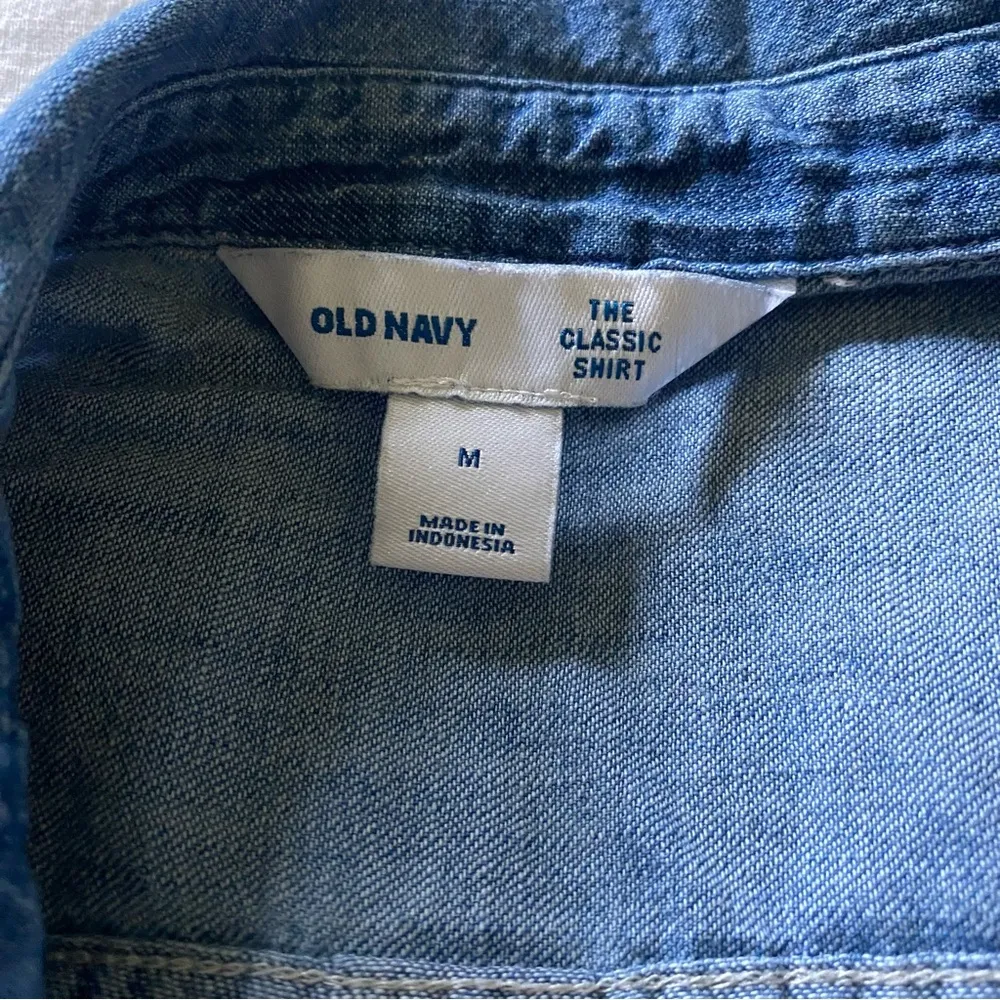 OLD NAVY
THE
CLASSIC
SHIRT
M
MADE IN
INDONESIA